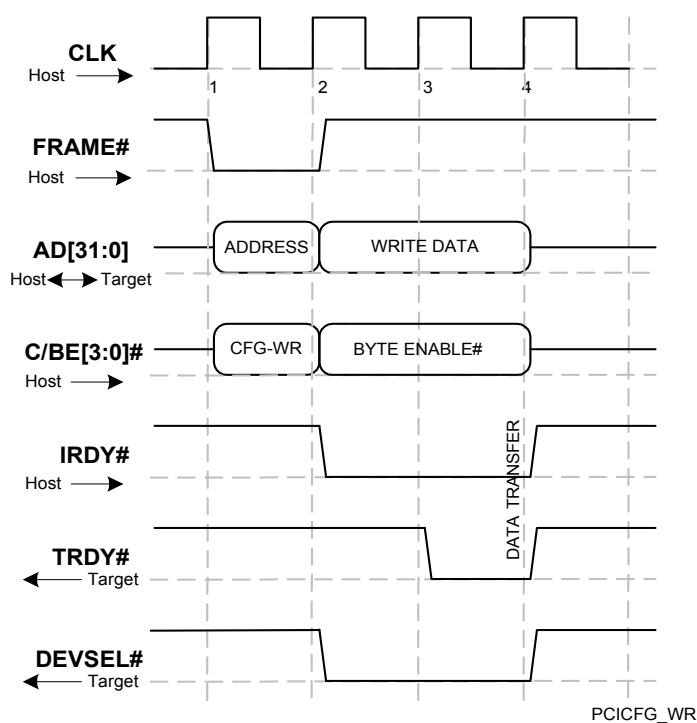 CLK
Host
1 2 3 4
FRAME#
Host
AD[31:0]
ADDRESS WRITE DATA
Host Target
C/BE[3:0]#
CFG-WR BYTE ENABLE#
Host
IRDY#
Host
DATA TRANSFER
TRDY#
Target
DEVSEL#
Target
PCICFG_WR